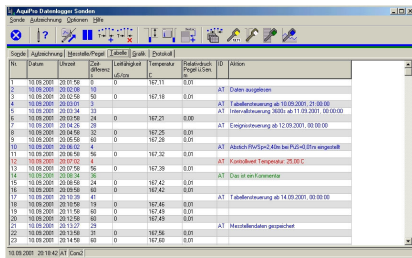 AquiPro Datenlogger Sonden
Sonde Aufzeichnung Optionen Hilfe
Sonde Aufzeichnung Messstelle/Pegel Tabelle Grafik Protokoll
Nr. Datum Uhrzeit Zeit-differenz s Leitfähigkeit uS/cm Temperatur C Relativdruck Pegel ü.Sen. m ID Aktion
1 10.09.2001 20:01:58 0 0 167,11 0,01
2 10.09.2001 20:02:08 10 AT Daten ausgelesen
3 10.09.2001 20:02:58 50 0 167,18 0,01
4 10.09.2001 20:03:01 3 AT Tabellensteuerung ab 10.09.2001, 21:00:00
5 10.09.2001 20:03:34 33 AT Intervallsteuerung 3600s ab 11.09.2001, 00:00:00
6 10.09.2001 20:03:58 24 0 167,21 0,00
7 10.09.2001 20:04:26 28 AT Ereignissteuerung ab 12.09.2001, 00:00:00
8 10.09.2001 20:04:58 32 0 167,25 0,01
9 10.09.2001 20:05:58 60 0 167,28 0,01
10 10.09.2001 20:06:02 4 AT Abstich RWSp=2,40m bei PüS=0,01m eingestellt
11 10.09.2001 20:06:58 56 0 167,32 0,01
12 10.09.2001 20:07:02 4 AT Kontrollwert Temperatur: 25,00 C
13 10.09.2001 20:07:58 56 0 167,39 0,01
14 10.09.2001 20:08:34 36 AT Das ist ein Kommentar
15 10.09.2001 20:08:58 24 0 167,42 0,01
16 10.09.2001 20:09:58 60 0 167,42 0,01
17 10.09.2001 20:10:39 41 AT Tabellensteuerung ab 14.09.2001, 00:00:00
18 10.09.2001 20:10:58 19 0 167,46 0,01
19 10.09.2001 20:11:58 60 0 167,49 0,01
20 10.09.2001 20:12:58 60 0 167,49 0,01
21 10.09.2001 20:13:27 29 AT Messstellendaten gespeichert
22 10.09.2001 20:13:58 31 0 167,56 0,01
23 10.09.2001 20:14:58 60 0 167,60 0,01
10.09.2001 20:18:42 AT Com2